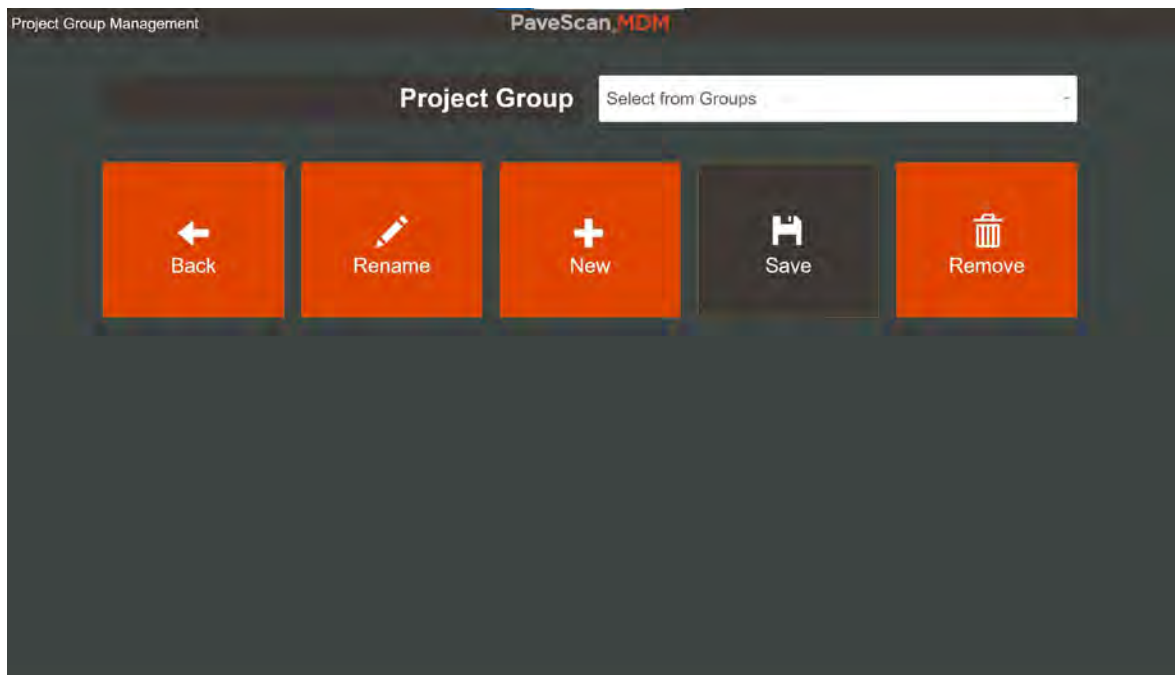 Project Group Management
PaveScan MDM
Project Group
Select from Groups
Back
Rename
New
Save
Remove